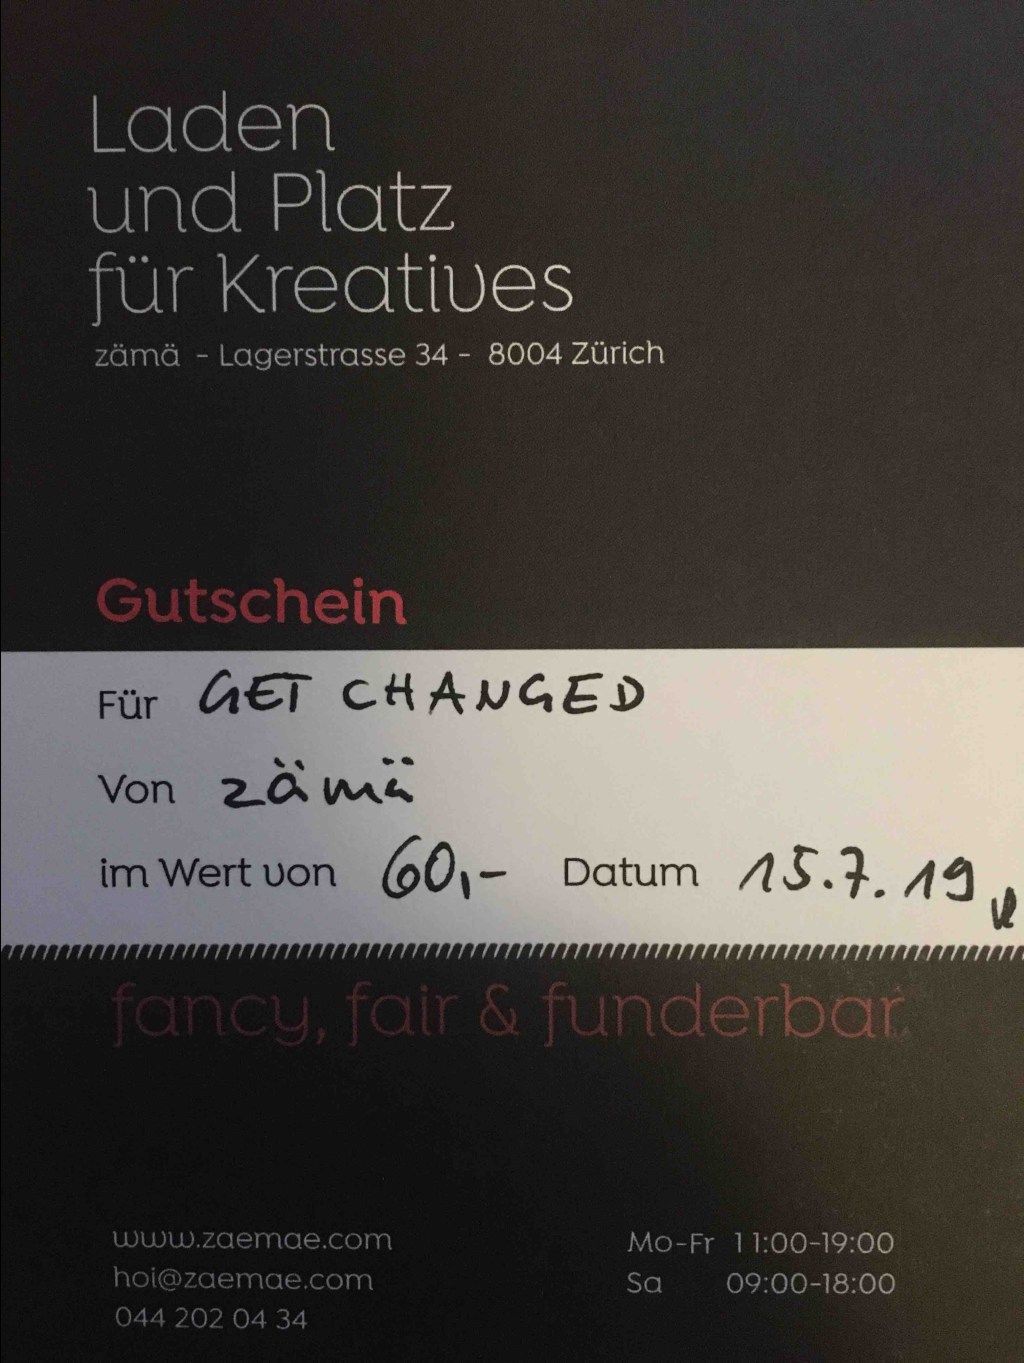 Laden
und Platz
für Kreatives
zämä - Lagerstrasse 34 - 8004 Zürich
Gutschein
Für GET CHANGED
Von zämä
im Wert von 60,- Datum 15.7.19
fancy, fair & funderbar
www.zaemae.com
hoi@zaemae.com
044 202 04 34
Mo-Fr 11:00-19:00
Sa 09:00-18:00